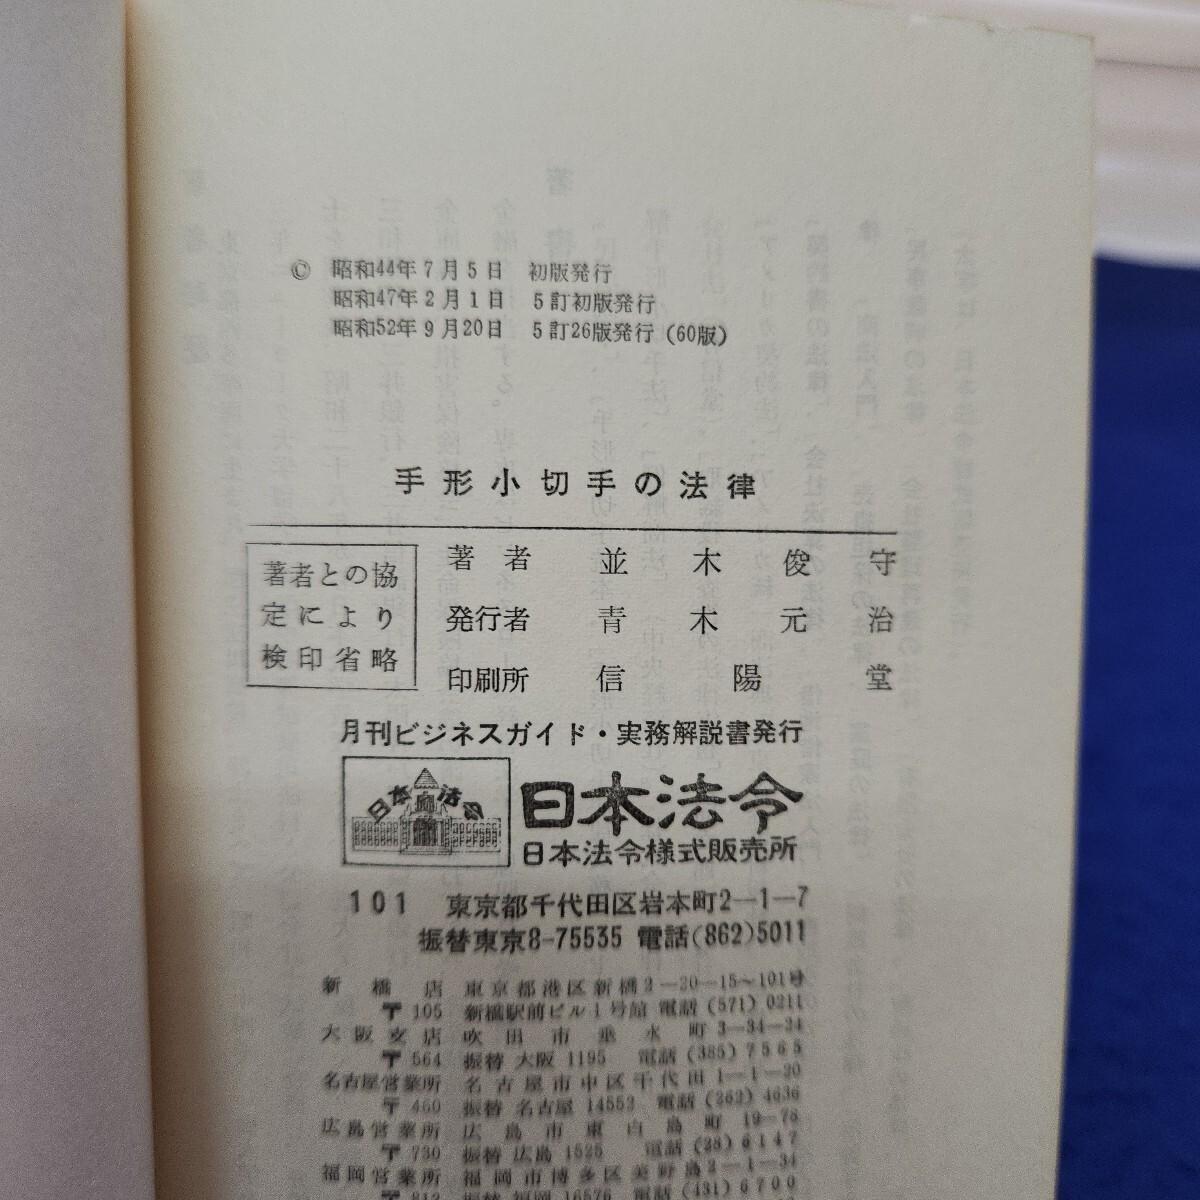 © 昭和44年7月5日 初版発行
昭和47年2月1日 5訂初版発行
昭和52年9月20日 5訂26版発行(60版)
手形小切手の法律
著者との協
定により
検印省略
著者 並木俊守
発行者 青木元治
印刷所 信陽堂
月刊ビジネスガイド・実務解説書発行
日本法令
日本法令
日本法令様式販売所
101 東京都千代田区岩本町2-1-7
振替東京8-75535 電話(862)5011
新橋店 東京都港区新橋2-20-15~101号
〒105 新橋駅前ビル1号館 電話(571)0211
大阪支店 吹田市垂水町3-34-24
〒564 振替 大阪 1195 電話(385)7565
名古屋営業所 名古屋市中区千代田1-1-20
〒460 振替 名古屋 14552 電話(262)4636
広島営業所 広島市東白島町19-78
〒730 振替 広島 1525 電話(28)6147
福岡営業所 福岡市博多区美野島2-1-34
〒812 振替 福岡 16576 電話(431)6700